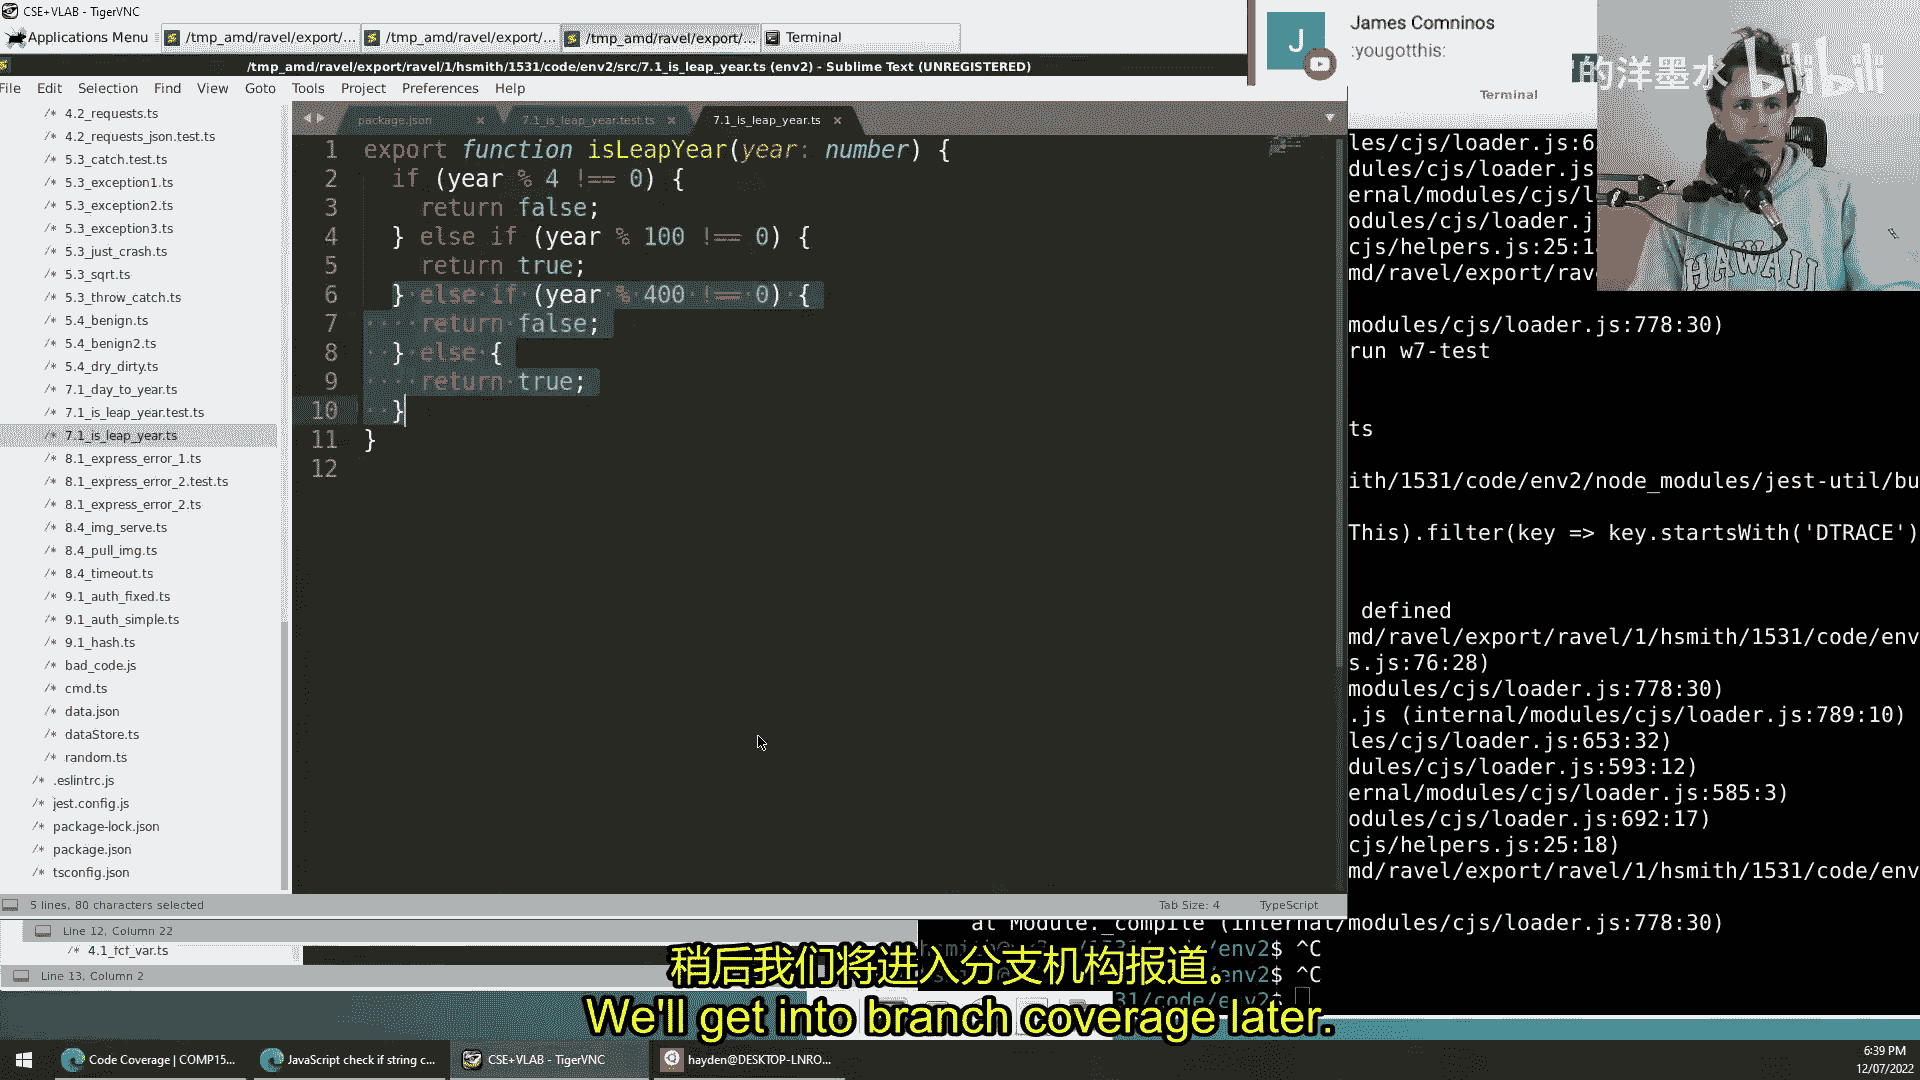 CSE+VLAB - TigerVNC
Applications Menu
/tmp_amd/ravel/export/...
/tmp_amd/ravel/export/...
/tmp_amd/ravel/export/...
Terminal
/tmp_amd/ravel/export/ravel/1/hsmith/1531/code/env2/src/7.1_is_leap_year.ts (env2) - Sublime Text (UNREGISTERED)
File Edit Selection Find View Goto Tools Project Preferences Help
4.2_requests.ts
4.2_requests_json.test.ts
5.3_catch.test.ts
5.3_exception1.ts
5.3_exception2.ts
5.3_exception3.ts
5.3_just_crash.ts
5.3_sqrt.ts
5.3_throw_catch.ts
5.4_benign.ts
5.4_benign2.ts
5.4_dry_dirty.ts
7.1_day_to_year.ts
7.1_is_leap_year.test.ts
7.1_is_leap_year.ts
8.1_express_error_1.ts
8.1_express_error_2.test.ts
8.1_express_error_2.ts
8.4_img_serve.ts
8.4_pull_img.ts
8.4_timeout.ts
9.1_auth_fixed.ts
9.1_auth_simple.ts
9.1_hash.ts
bad_code.js
cmd.ts
data.json
dataStore.ts
random.ts
.eslintrc.js
jest.config.js
package-lock.json
package.json
tsconfig.json
package.json
7.1_is_leap_year.test.ts
7.1_is_leap_year.ts
1 export function isLeapYear(year: number) {
2 if (year % 4 !== 0) {
3 return false;
4 } else if (year % 100 !== 0) {
5 return true;
6 } else if (year % 400 !== 0) {
7 return false;
8 } else {
9 return true;
10 }
11 }
12
5 lines, 80 characters selected
Tab Size: 4
TypeScript
Line 12, Column 22
4.1_fcf_var.ts
Line 13, Column 2
J
James Comninos
:yougotthis:
的洋墨水 bilibili
HAWAII
Terminal
les/cjs/loader.js:6
dules/cjs/loader.js
ernal/modules/cjs/l
odules/cjs/loader.j
cjs/helpers.js:25:1
md/ravel/export/rav
modules/cjs/loader.js:778:30)
run w7-test
ts
ith/1531/code/env2/node_modules/jest-util/bu
This).filter(key => key.startsWith('DTRACE')
defined
md/ravel/export/ravel/1/hsmith/1531/code/env
s.js:76:28)
modules/cjs/loader.js:778:30)
.js (internal/modules/cjs/loader.js:789:10)
les/cjs/loader.js:653:32)
dules/cjs/loader.js:593:12)
ernal/modules/cjs/loader.js:585:3)
odules/cjs/loader.js:692:17)
cjs/helpers.js:25:18)
md/ravel/export/ravel/1/hsmith/1531/code/env
at Module._compile (internal/modules/cjs/loader.js:778:30)
/env2$ ^C
/env2$ ^C
31/code/env2$
稍后我们将进入分支机构报道。
We'll get into branch coverage later.
Code Coverage | COMP15...
JavaScript check if string c...
CSE+VLAB - TigerVNC
hayden@DESKTOP-LNRO...
6:39 PM
12/07/2022